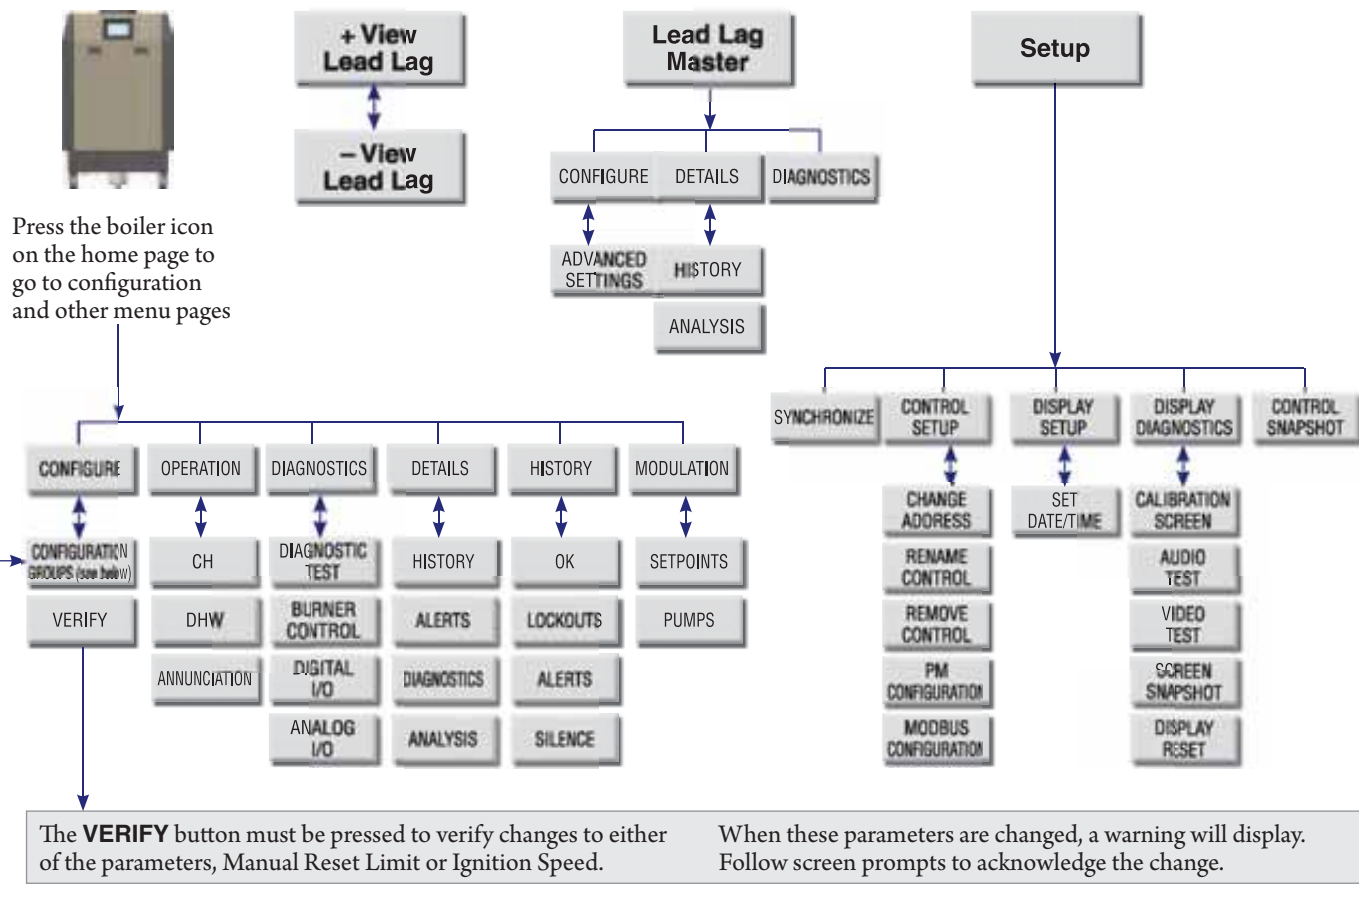 + View
Lead Lag
– View
Lead Lag
Lead Lag
Master
CONFIGURE
DETAILS
DIAGNOSTICS
ADVANCED
SETTINGS
HISTORY
ANALYSIS
Setup
SYNCHRONIZE
CONTROL
SETUP
DISPLAY
SETUP
DISPLAY
DIAGNOSTICS
CONTROL
SNAPSHOT
CHANGE
ADDRESS
RENAME
CONTROL
REMOVE
CONTROL
PM
CONFIGURATION
MODBUS
CONFIGURATION
SET
DATE/TIME
CALIBRATION
SCREEN
AUDIO
TEST
VIDEO
TEST
SCREEN
SNAPSHOT
DISPLAY
RESET
Press the boiler icon
on the home page to
go to configuration
and other menu pages
CONFIGURE
OPERATION
DIAGNOSTICS
DETAILS
HISTORY
MODULATION
CONFIGURATION
GROUPS (see below)
VERIFY
CH
DHW
ANNUNCIATION
DIAGNOSTIC
TEST
BURNER
CONTROL
DIGITAL
I/O
ANALOG
I/O
HISTORY
ALERTS
DIAGNOSTICS
ANALYSIS
OK
LOCKOUTS
ALERTS
SILENCE
SETPOINTS
PUMPS
The VERIFY button must be pressed to verify changes to either
of the parameters, Manual Reset Limit or Ignition Speed.
When these parameters are changed, a warning will display.
Follow screen prompts to acknowledge the change.